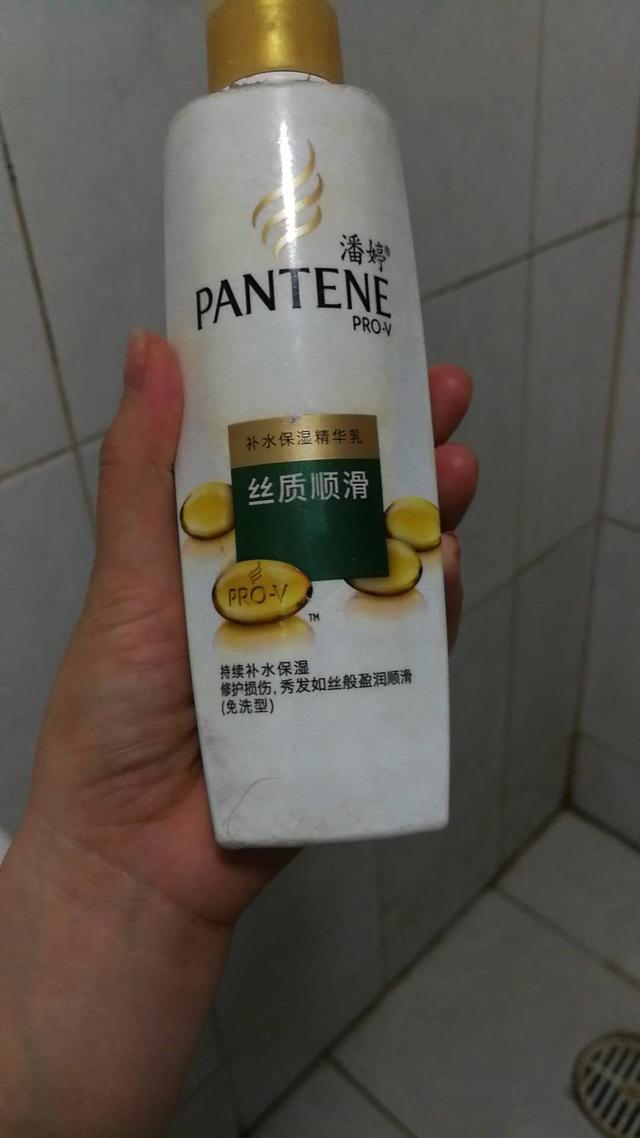 潘婷®
PANTENE
PRO-V
补水保湿精华乳
丝质顺滑
PRO-V
™
持续补水保湿
修护损伤, 秀发如丝般盈润顺滑
(免洗型)